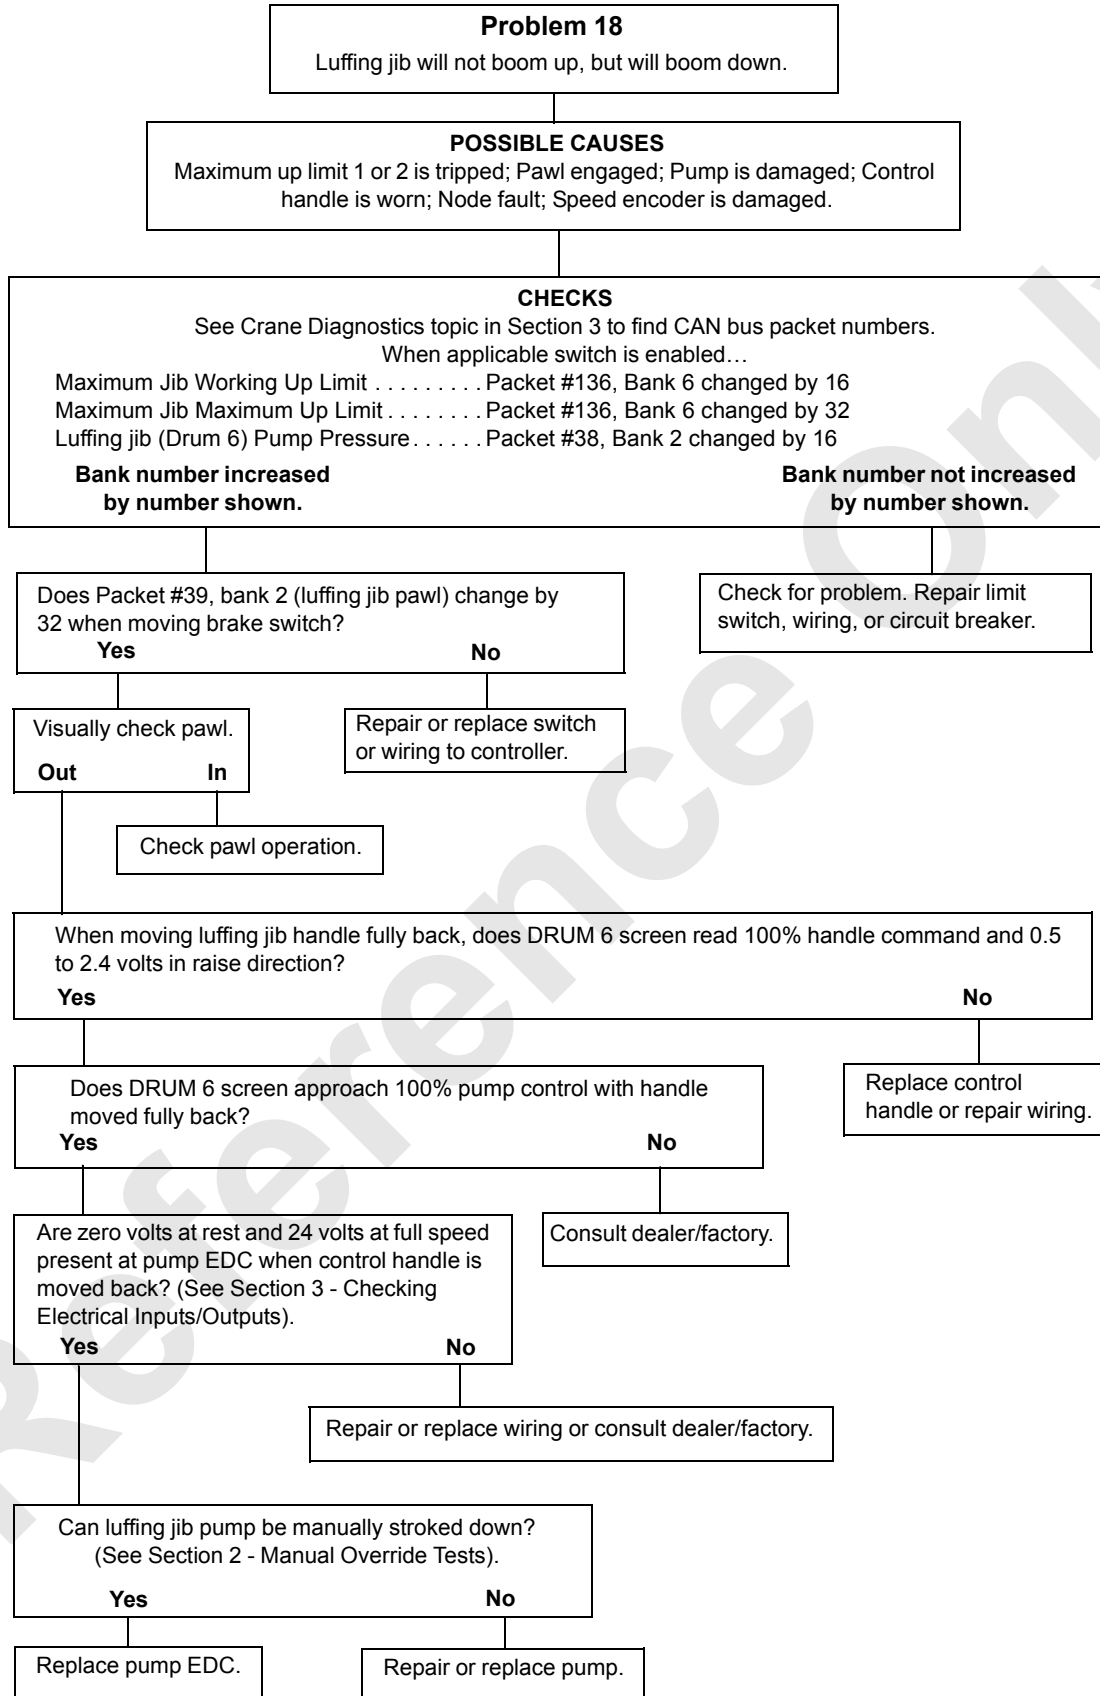 Problem 18
Luffing jib will not boom up, but will boom down.
POSSIBLE CAUSES
Maximum up limit 1 or 2 is tripped; Pawl engaged; Pump is damaged; Control
handle is worn; Node fault; Speed encoder is damaged.
CHECKS
See Crane Diagnostics topic in Section 3 to find CAN bus packet numbers.
When applicable switch is enabled…
Maximum Jib Working Up Limit . . . . . . . . . Packet #136, Bank 6 changed by 16
Maximum Jib Maximum Up Limit . . . . . . . . Packet #136, Bank 6 changed by 32
Luffing jib (Drum 6) Pump Pressure . . . . . . Packet #38, Bank 2 changed by 16
Bank number increased
by number shown.
Bank number not increased
by number shown.
Does Packet #39, bank 2 (luffing jib pawl) change by
32 when moving brake switch?
Yes No
Check for problem. Repair limit
switch, wiring, or circuit breaker.
Visually check pawl.
Out In
Repair or replace switch
or wiring to controller.
Check pawl operation.
When moving luffing jib handle fully back, does DRUM 6 screen read 100% handle command and 0.5
to 2.4 volts in raise direction?
Yes No
Does DRUM 6 screen approach 100% pump control with handle
moved fully back?
Yes No
Replace control
handle or repair wiring.
Are zero volts at rest and 24 volts at full speed
present at pump EDC when control handle is
moved back? (See Section 3 - Checking
Electrical Inputs/Outputs).
Yes No
Consult dealer/factory.
Repair or replace wiring or consult dealer/factory.
Can luffing jib pump be manually stroked down?
(See Section 2 - Manual Override Tests).
Yes No
Replace pump EDC.
Repair or replace pump.
Reference Only